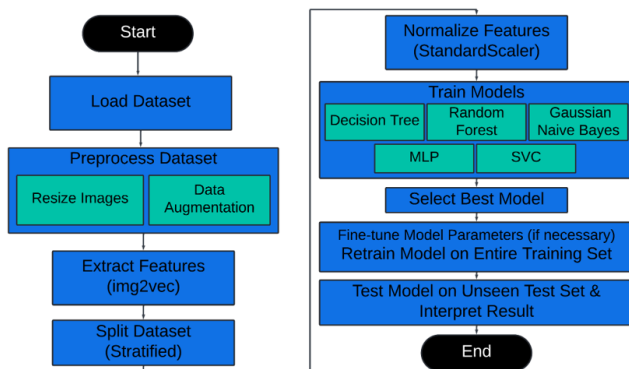 Start
Load Dataset
Preprocess Dataset
Resize Images
Data
Augmentation
Extract Features
(img2vec)
Split Dataset
(Stratified)
Normalize Features
(StandardScaler)
Train Models
Decision Tree
Random
Forest
Gaussian
Naive Bayes
MLP
SVC
Select Best Model
Fine-tune Model Parameters (if necessary)
Retrain Model on Entire Training Set
Test Model on Unseen Test Set &
Interpret Result
End